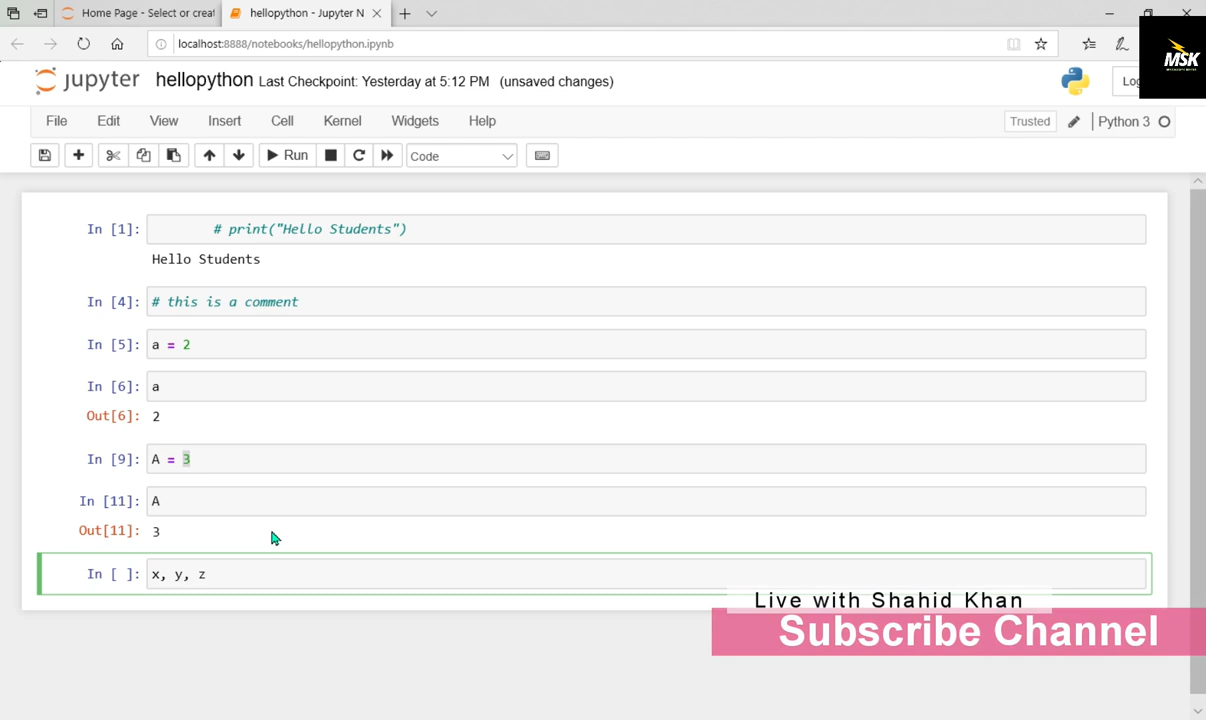 Home Page - Select or creat
hellopython - Jupyter N
localhost:8888/notebooks/hellopython.ipynb
MSK
jupyter hellopython Last Checkpoint: Yesterday at 5:12 PM (unsaved changes)
File Edit View Insert Cell Kernel Widgets Help
Trusted Python 3
Run Code
In [1]: # print("Hello Students")
Hello Students
In [4]: # this is a comment
In [5]: a = 2
In [6]: a
Out[6]: 2
In [9]: A = 3
In [11]: A
Out[11]: 3
In [ ]: x, y, z
Live with Shahid Khan
Subscribe Channel